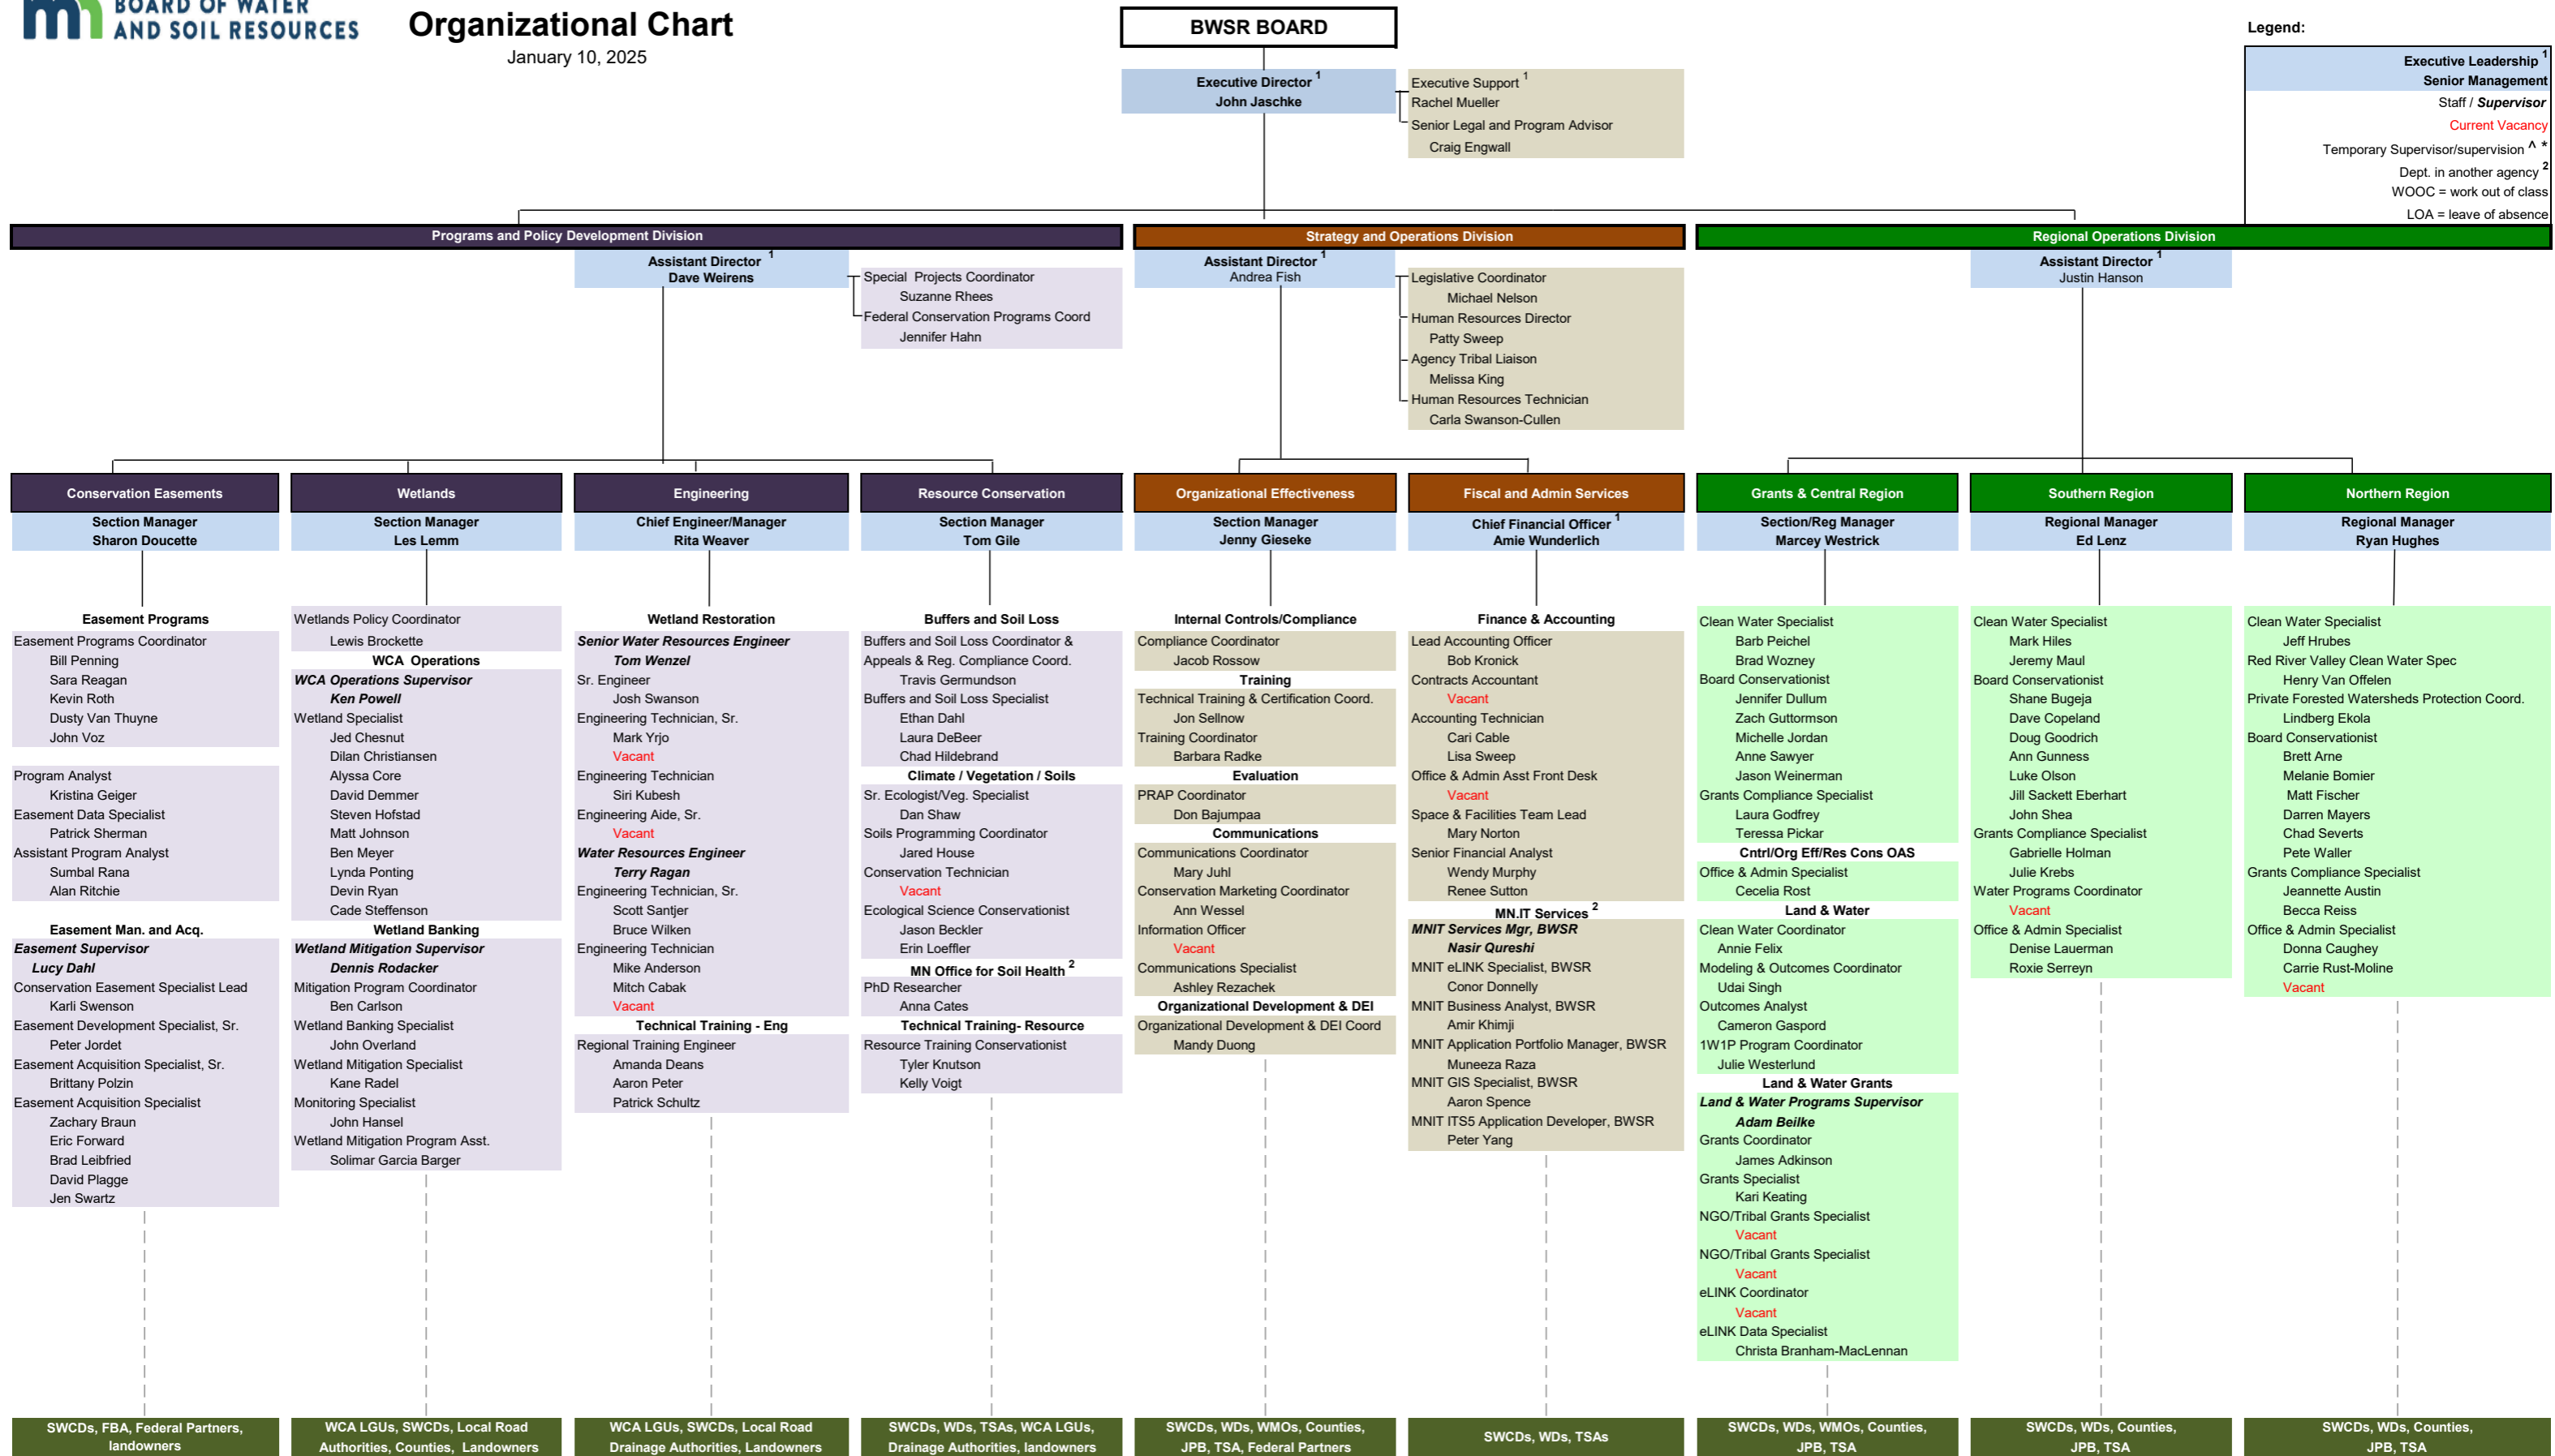 BOARD OF WATER
AND SOIL RESOURCES
Organizational Chart
January 10, 2025
BWSR BOARD
Executive Director 1
John Jaschke
Executive Support 1
Rachel Mueller
Senior Legal and Program Advisor
Craig Engwall
Legend:
Executive Leadership 1
Senior Management
Staff / Supervisor
Current Vacancy
Temporary Supervisor/supervision ^ *
Dept. in another agency 2
WOOC = work out of class
LOA = leave of absence
Programs and Policy Development Division
Assistant Director 1
Dave Weirens
Special Projects Coordinator
Suzanne Rhees
Federal Conservation Programs Coord
Jennifer Hahn
Strategy and Operations Division
Assistant Director 1
Andrea Fish
Legislative Coordinator
Michael Nelson
Human Resources Director
Patty Sweep
Agency Tribal Liaison
Melissa King
Human Resources Technician
Carla Swanson-Cullen
Regional Operations Division
Assistant Director 1
Justin Hanson
Conservation Easements
Section Manager
Sharon Doucette
Easement Programs
Easement Programs Coordinator
Bill Penning
Sara Reagan
Kevin Roth
Dusty Van Thuyne
John Voz
Program Analyst
Kristina Geiger
Easement Data Specialist
Patrick Sherman
Assistant Program Analyst
Sumbal Rana
Alan Ritchie
Easement Man. and Acq.
Easement Supervisor
Lucy Dahl
Conservation Easement Specialist Lead
Karli Swenson
Easement Development Specialist, Sr.
Peter Jordet
Easement Acquisition Specialist, Sr.
Brittany Polzin
Easement Acquisition Specialist
Zachary Braun
Eric Forward
Brad Leibfried
David Plagge
Jen Swartz
SWCDs, FBA, Federal Partners,
landowners
Wetlands
Section Manager
Les Lemm
Wetlands Policy Coordinator
Lewis Brockette
WCA Operations
WCA Operations Supervisor
Ken Powell
Wetland Specialist
Jed Chesnut
Dilan Christiansen
Alyssa Core
David Demmer
Steven Hofstad
Matt Johnson
Ben Meyer
Lynda Ponting
Devin Ryan
Cade Steffenson
Wetland Banking
Wetland Mitigation Supervisor
Dennis Rodacker
Mitigation Program Coordinator
Ben Carlson
Wetland Banking Specialist
John Overland
Wetland Mitigation Specialist
Kane Radel
Monitoring Specialist
John Hansel
Wetland Mitigation Program Asst.
Solimar Garcia Barger
WCA LGUs, SWCDs, Local Road
Authorities, Counties, Landowners
Engineering
Chief Engineer/Manager
Rita Weaver
Wetland Restoration
Senior Water Resources Engineer
Tom Wenzel
Sr. Engineer
Josh Swanson
Engineering Technician, Sr.
Mark Yrjo
Vacant
Engineering Technician
Siri Kubesh
Engineering Aide, Sr.
Vacant
Water Resources Engineer
Terry Ragan
Engineering Technician, Sr.
Scott Santjer
Bruce Wilken
Engineering Technician
Mike Anderson
Mitch Cabak
Vacant
Technical Training - Eng
Regional Training Engineer
Amanda Deans
Aaron Peter
Patrick Schultz
WCA LGUs, SWCDs, Local Road
Drainage Authorities, Landowners
Resource Conservation
Section Manager
Tom Gile
Buffers and Soil Loss
Buffers and Soil Loss Coordinator &
Appeals & Reg. Compliance Coord.
Travis Germundson
Buffers and Soil Loss Specialist
Ethan Dahl
Laura DeBeer
Chad Hildebrand
Climate / Vegetation / Soils
Sr. Ecologist/Veg. Specialist
Dan Shaw
Soils Programming Coordinator
Jared House
Conservation Technician
Vacant
Ecological Science Conservationist
Jason Beckler
Erin Loeffler
MN Office for Soil Health 2
PhD Researcher
Anna Cates
Technical Training- Resource
Resource Training Conservationist
Tyler Knutson
Kelly Voigt
SWCDs, WDs, TSAs, WCA LGUs,
Drainage Authorities, landowners
Organizational Effectiveness
Section Manager
Jenny Gieseke
Internal Controls/Compliance
Compliance Coordinator
Jacob Rossow
Training
Technical Training & Certification Coord.
Jon Sellnow
Training Coordinator
Barbara Radke
Evaluation
PRAP Coordinator
Don Bajumpaa
Communications
Communications Coordinator
Mary Juhl
Conservation Marketing Coordinator
Ann Wessel
Information Officer
Vacant
Communications Specialist
Ashley Rezachek
Organizational Development & DEI
Organizational Development & DEI Coord
Mandy Duong
SWCDs, WDs, WMOs, Counties,
JPB, TSA, Federal Partners
Fiscal and Admin Services
Chief Financial Officer 1
Amie Wunderlich
Finance & Accounting
Lead Accounting Officer
Bob Kronick
Contracts Accountant
Vacant
Accounting Technician
Cari Cable
Lisa Sweep
Office & Admin Asst Front Desk
Vacant
Space & Facilities Team Lead
Mary Norton
Senior Financial Analyst
Wendy Murphy
Renee Sutton
MN.IT Services 2
MNIT Services Mgr, BWSR
Nasir Qureshi
MNIT eLINK Specialist, BWSR
Conor Donnelly
MNIT Business Analyst, BWSR
Amir Khimji
MNIT Application Portfolio Manager, BWSR
Muneeza Raza
MNIT GIS Specialist, BWSR
Aaron Spence
MNIT ITS5 Application Developer, BWSR
Peter Yang
SWCDs, WDs, TSAs
Grants & Central Region
Section/Reg Manager
Marcey Westrick
Clean Water Specialist
Barb Peichel
Brad Wozney
Board Conservationist
Jennifer Dullum
Zach Guttormson
Michelle Jordan
Anne Sawyer
Jason Weinerman
Grants Compliance Specialist
Laura Godfrey
Teressa Pickar
Cntrl/Org Eff/Res Cons OAS
Office & Admin Specialist
Cecelia Rost
Land & Water
Clean Water Coordinator
Annie Felix
Modeling & Outcomes Coordinator
Udai Singh
Outcomes Analyst
Cameron Gaspord
1W1P Program Coordinator
Julie Westerlund
Land & Water Grants
Land & Water Programs Supervisor
Adam Beilke
Grants Coordinator
James Adkinson
Grants Specialist
Kari Keating
NGO/Tribal Grants Specialist
Vacant
NGO/Tribal Grants Specialist
Vacant
eLINK Coordinator
Vacant
eLINK Data Specialist
Christa Branham-MacLennan
SWCDs, WDs, WMOs, Counties,
JPB, TSA
Southern Region
Regional Manager
Ed Lenz
Clean Water Specialist
Mark Hiles
Jeremy Maul
Board Conservationist
Shane Bugeja
Dave Copeland
Doug Goodrich
Ann Gunness
Luke Olson
Jill Sackett Eberhart
John Shea
Grants Compliance Specialist
Gabrielle Holman
Julie Krebs
Water Programs Coordinator
Vacant
Office & Admin Specialist
Denise Lauerman
Roxie Serreyn
SWCDs, WDs, Counties,
JPB, TSA
Northern Region
Regional Manager
Ryan Hughes
Clean Water Specialist
Jeff Hrubes
Red River Valley Clean Water Spec
Henry Van Offelen
Private Forested Watersheds Protection Coord.
Lindberg Ekola
Board Conservationist
Brett Arne
Melanie Bomier
Matt Fischer
Darren Mayers
Chad Severts
Pete Waller
Grants Compliance Specialist
Jeannette Austin
Becca Reiss
Office & Admin Specialist
Donna Caughey
Carrie Rust-Moline
Vacant
SWCDs, WDs, Counties,
JPB, TSA